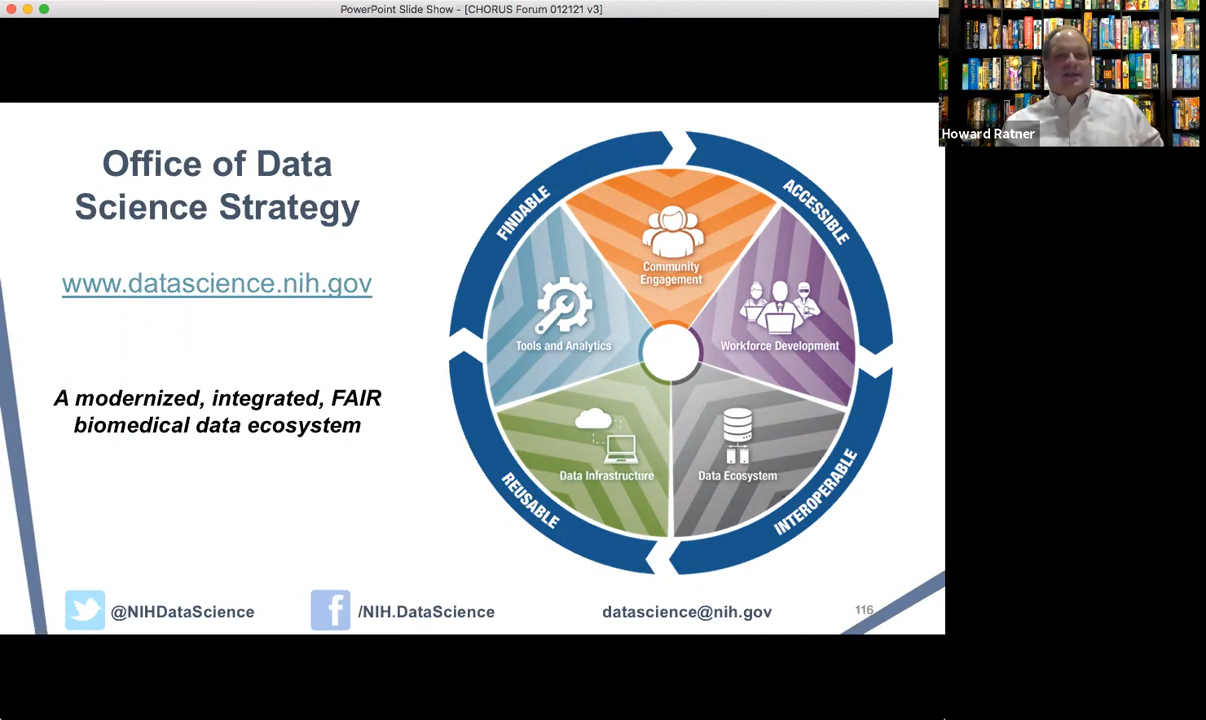 PowerPoint Slide Show - [CHORUS Forum 012121 v3]
Howard Ratner
Office of Data
Science Strategy
www.datascience.nih.gov
A modernized, integrated, FAIR
biomedical data ecosystem
FINDABLE
ACCESSIBLE
INTEROPERABLE
REUSABLE
Community
Engagement
Workforce Development
Data Ecosystem
Data Infrastructure
Tools and Analytics
@NIHDataScience
/NIH.DataScience
datascience@nih.gov
116